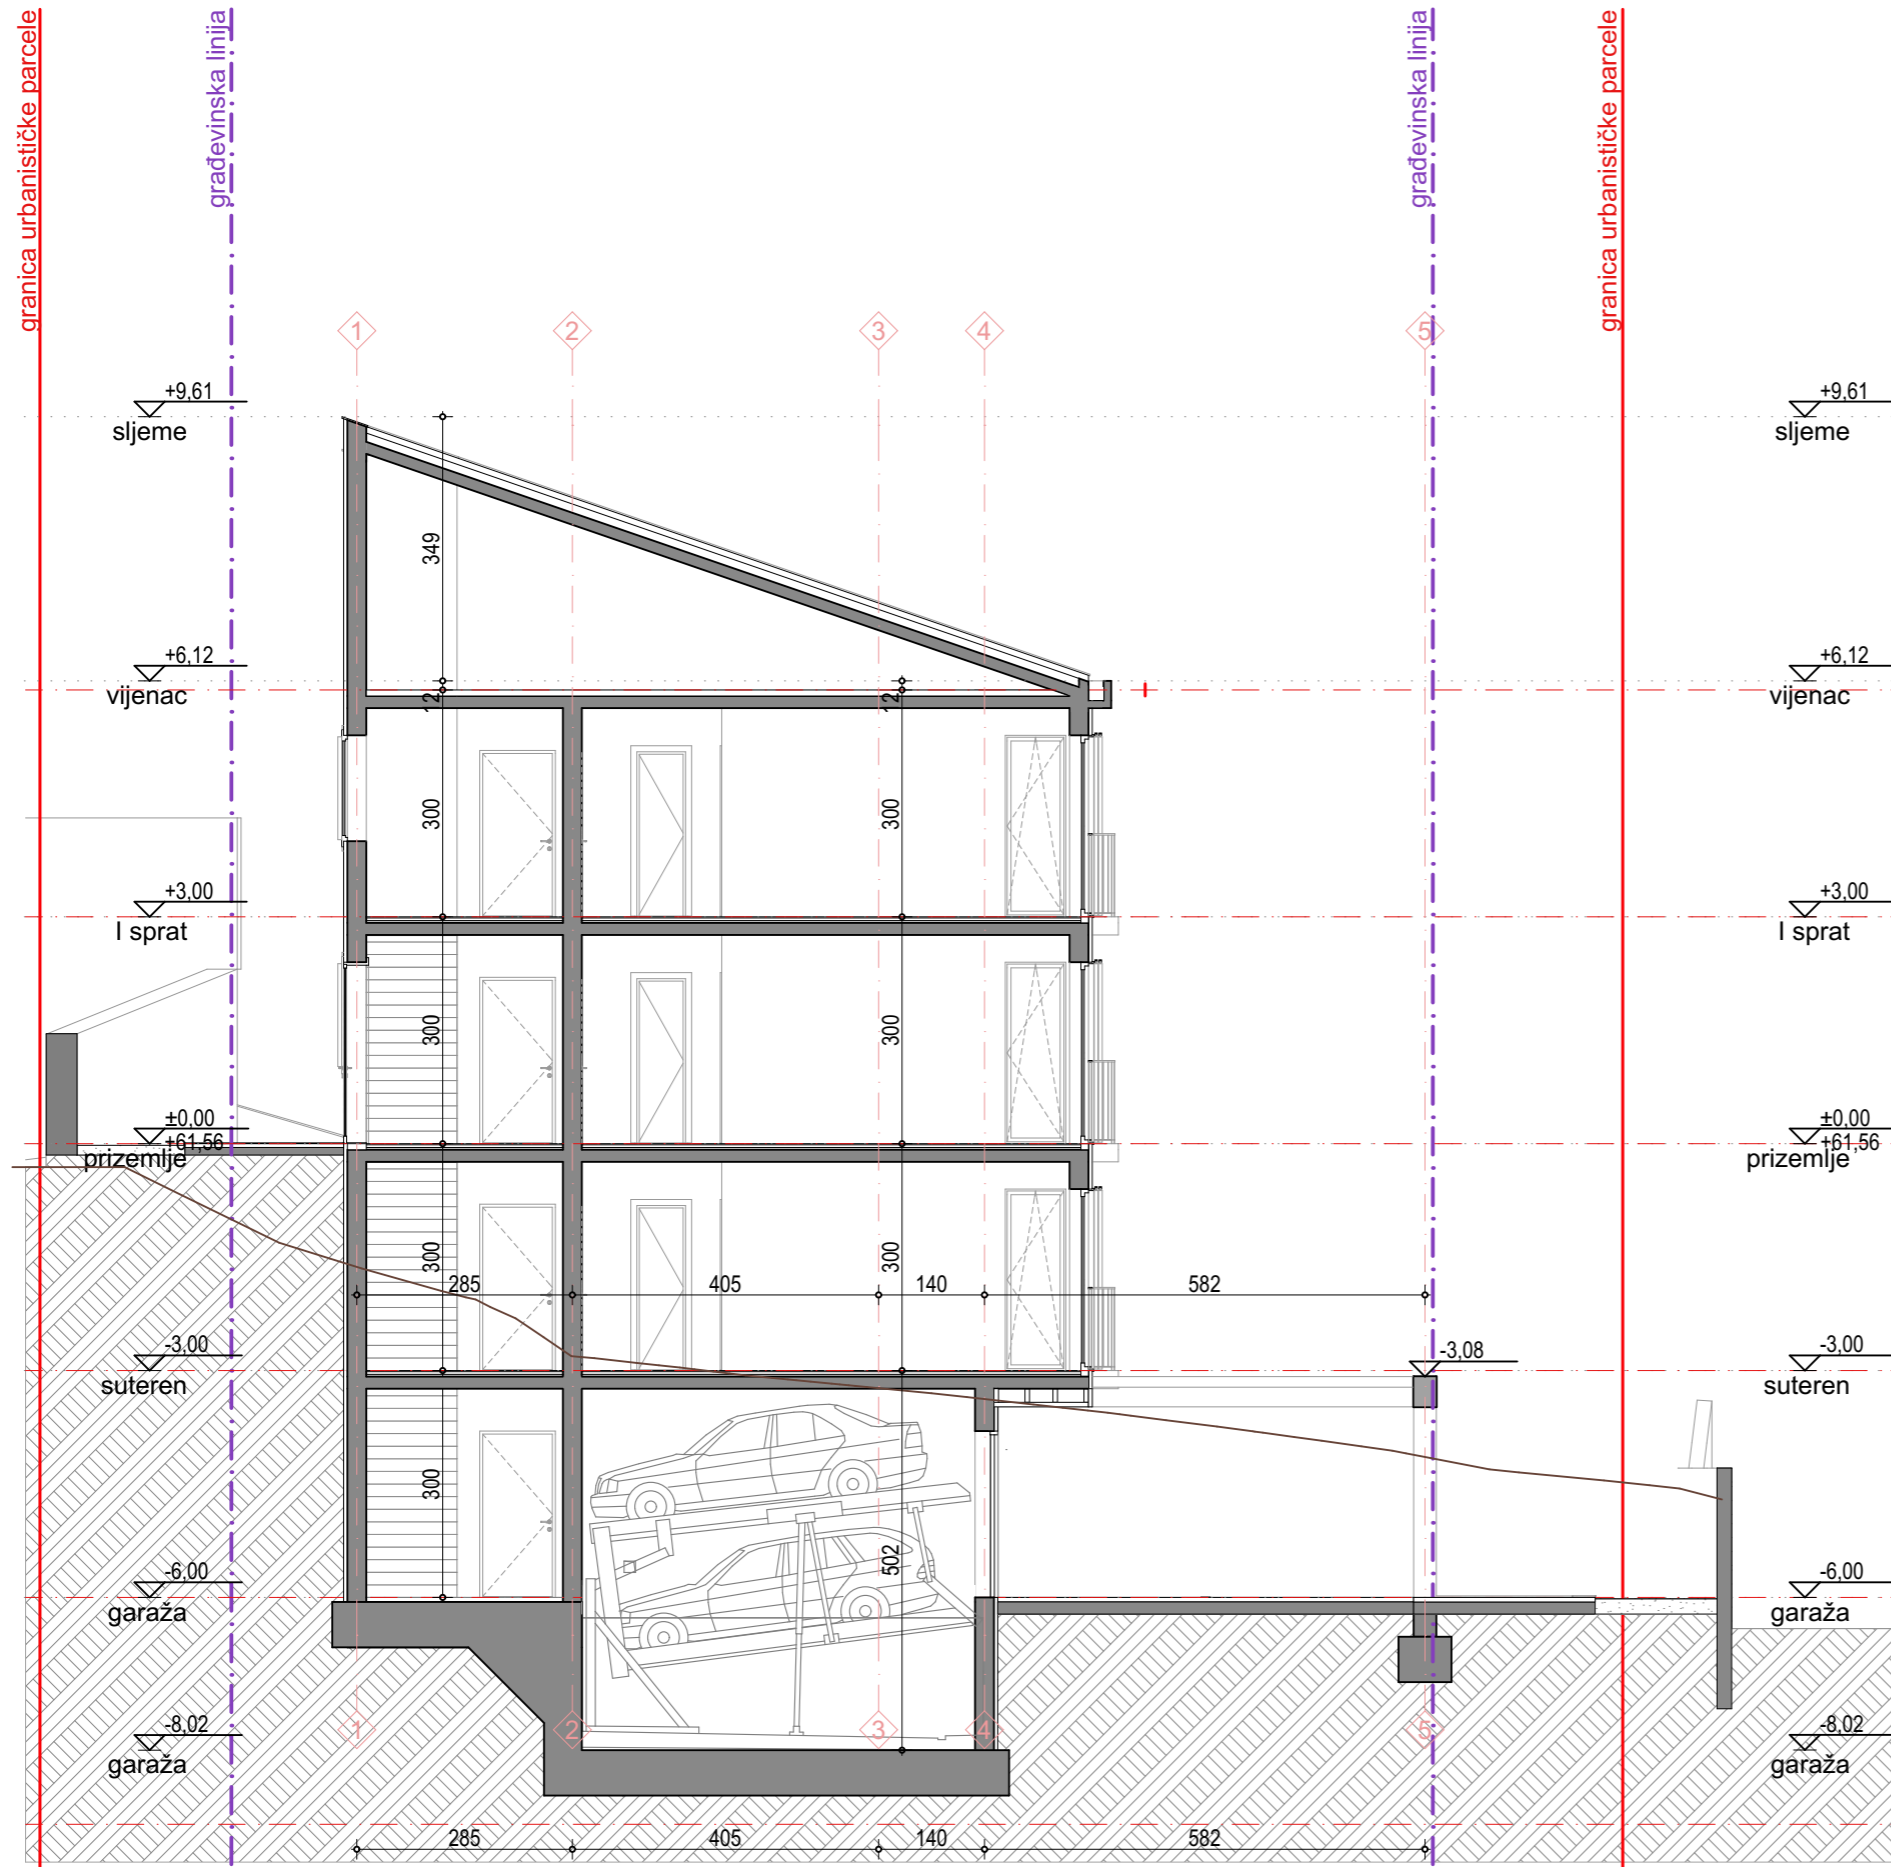 granica urbanističke parcele
građevinska linija
građevinska linija
granica urbanističke parcele
1
2
3
4
5
+9,61
sljeme
+9,61
sljeme
349
+6,12
vijenac
12
12
+6,12
vijenac
300
300
+3,00
I sprat
+3,00
I sprat
300
300
±0,00
+61,56
prizemlje
±0,00
+61,56
prizemlje
300
300
285
405
140
582
-3,00
suteren
-3,08
-3,00
suteren
300
502
-6,00
garaža
-6,00
garaža
1
2
3
4
5
-8,02
garaža
-8,02
garaža
285
405
140
582